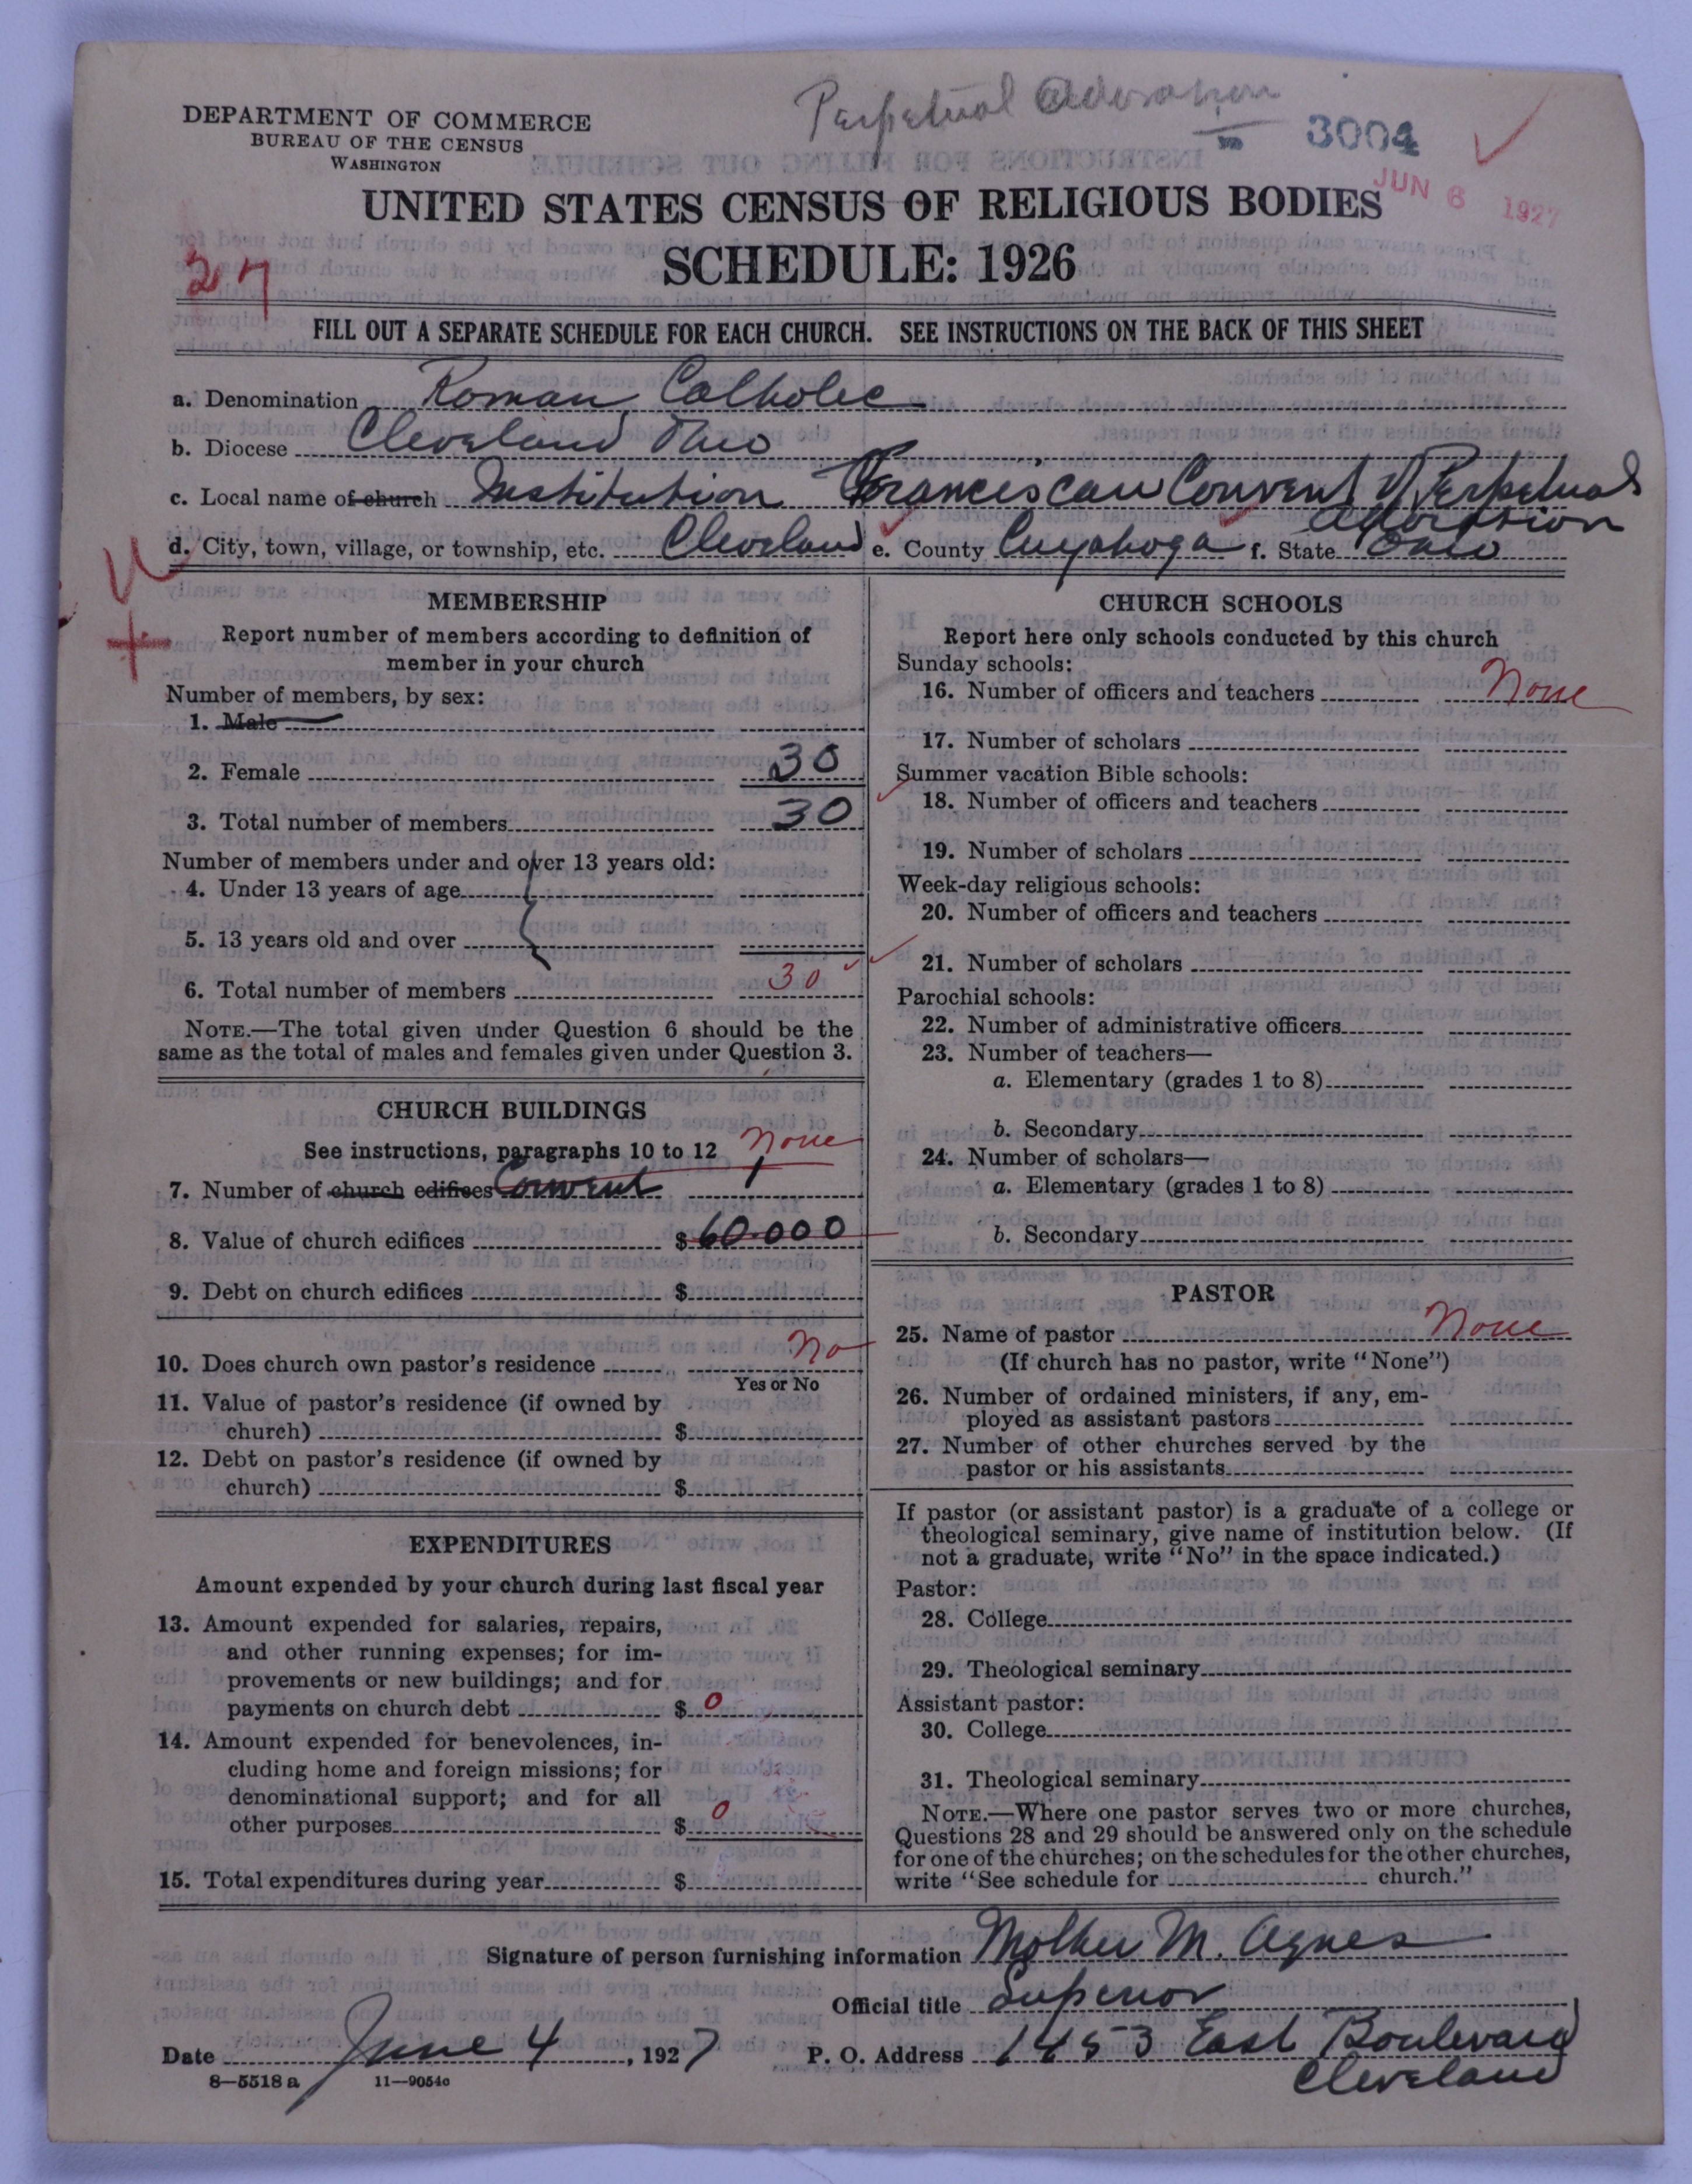 Perpetual Adoration
DEPARTMENT OF COMMERCE
BUREAU OF THE CENSUS
WASHINGTON
3004
JUN 6 1927
UNITED STATES CENSUS OF RELIGIOUS BODIES
SCHEDULE: 1926
37
FILL OUT A SEPARATE SCHEDULE FOR EACH CHURCH. SEE INSTRUCTIONS ON THE BACK OF THIS SHEET
a. Denomination Roman Catholic
b. Diocese Cleveland Ohio
c. Local name of church Institution Franciscan Convent of Perpetual
Adoration
d. City, town, village, or township, etc. Cleveland e. County Cuyahoga f. State Ohio
MEMBERSHIP
Report number of members according to definition of
member in your church
Number of members, by sex:
1. Male
2. Female 30
3. Total number of members 30
Number of members under and over 13 years old:
4. Under 13 years of age
5. 13 years old and over
6. Total number of members 30
NOTE.—The total given under Question 6 should be the
same as the total of males and females given under Question 3.
CHURCH BUILDINGS
See instructions, paragraphs 10 to 12 none
7. Number of church edifices Convent 1
8. Value of church edifices $ 60.000
9. Debt on church edifices $
10. Does church own pastor's residence no
Yes or No
11. Value of pastor's residence (if owned by
church) $
12. Debt on pastor's residence (if owned by
church) $
EXPENDITURES
Amount expended by your church during last fiscal year
13. Amount expended for salaries, repairs,
and other running expenses; for im-
provements or new buildings; and for
payments on church debt $ 0
14. Amount expended for benevolences, in-
cluding home and foreign missions; for
denominational support; and for all
other purposes $ 0
15. Total expenditures during year $
CHURCH SCHOOLS
Report here only schools conducted by this church
Sunday schools:
16. Number of officers and teachers None
17. Number of scholars
Summer vacation Bible schools:
18. Number of officers and teachers
19. Number of scholars
Week-day religious schools:
20. Number of officers and teachers
21. Number of scholars
Parochial schools:
22. Number of administrative officers
23. Number of teachers—
a. Elementary (grades 1 to 8)
b. Secondary
24. Number of scholars—
a. Elementary (grades 1 to 8)
b. Secondary
PASTOR
25. Name of pastor None
(If church has no pastor, write "None")
26. Number of ordained ministers, if any, em-
ployed as assistant pastors
27. Number of other churches served by the
pastor or his assistants
If pastor (or assistant pastor) is a graduate of a college or
theological seminary, give name of institution below. (If
not a graduate, write "No" in the space indicated.)
Pastor:
28. College
29. Theological seminary
Assistant pastor:
30. College
31. Theological seminary
NOTE.—Where one pastor serves two or more churches,
Questions 28 and 29 should be answered only on the schedule
for one of the churches; on the schedules for the other churches,
write "See schedule for church."
Signature of person furnishing information Mother M. Agnes
Official title Superior
Date June 4, 1927 P. O. Address 1453 East Boulevard
Cleveland
8—5518 a 11—9054c